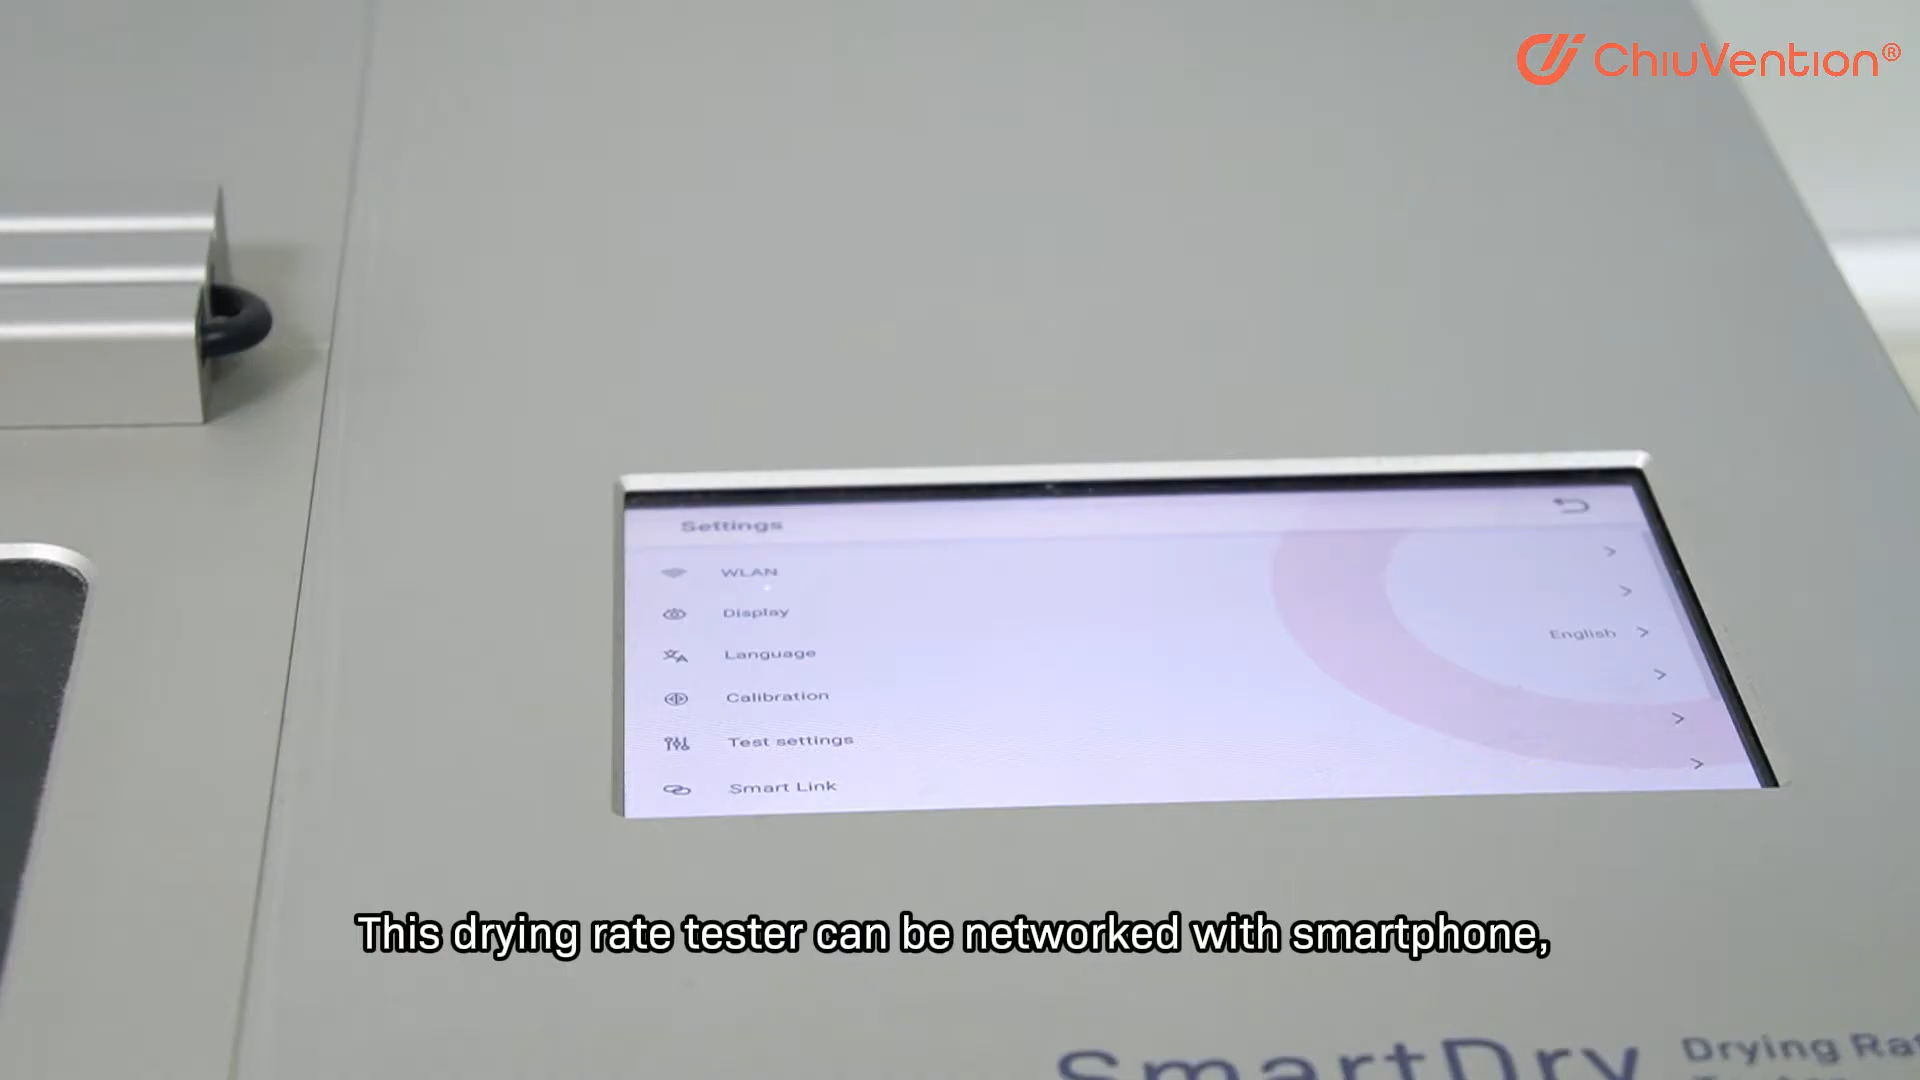 ChiuVention®
Settings
WLAN
Display
Language
English
Calibration
Test settings
Smart Link
This drying rate tester can be networked with smartphone,
SmartDry
Drying